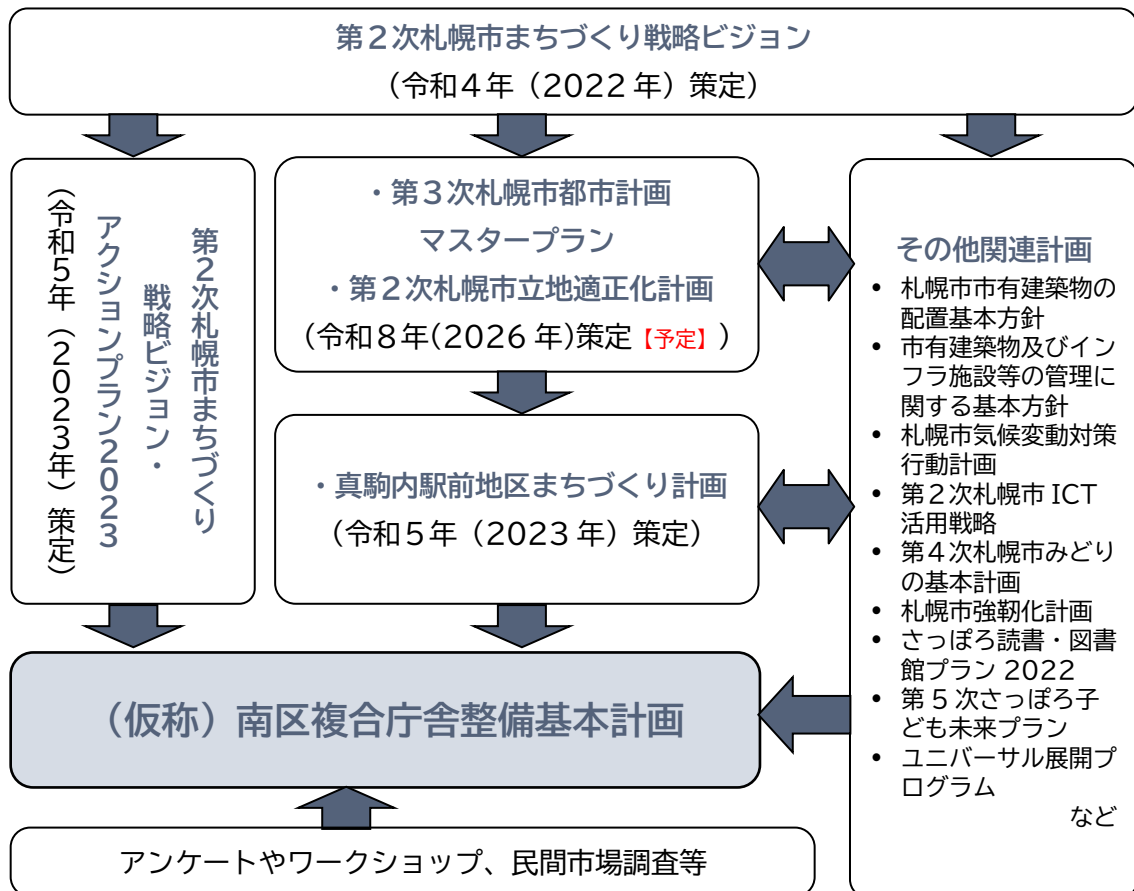 第２次札幌市まちづくり戦略ビジョン
（令和４年（2022 年）策定）
第２次札幌市まちづくり
戦略ビジョン・
アクションプラン２０２３
（令和５年（２０２３年）策定）
・第３次札幌市都市計画
マスタープラン
・第２次札幌市立地適正化計画
（令和８年(2026 年)策定【予定】）
・真駒内駅前地区まちづくり計画
（令和５年（2023 年）策定）
その他関連計画
• 札幌市市有建築物の
配置基本方針
• 市有建築物及びイン
フラ施設等の管理に
関する基本方針
• 札幌市気候変動対策
行動計画
• 第２次札幌市 ICT
活用戦略
• 第４次札幌市みどり
の基本計画
• 札幌市強靭化計画
• さっぽろ読書・図書
館プラン 2022
• 第 5 次さっぽろ子
ども未来プラン
• ユニバーサル展開プ
ログラム
など
（仮称）南区複合庁舎整備基本計画
アンケートやワークショップ、民間市場調査等